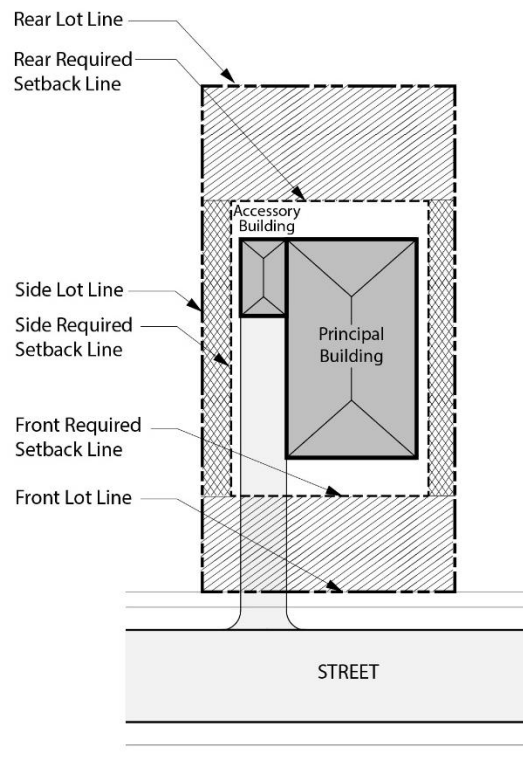 Rear Lot Line
Rear Required
Setback Line
Accessory
Building
Side Lot Line
Side Required
Setback Line
Principal
Building
Front Required
Setback Line
Front Lot Line
STREET